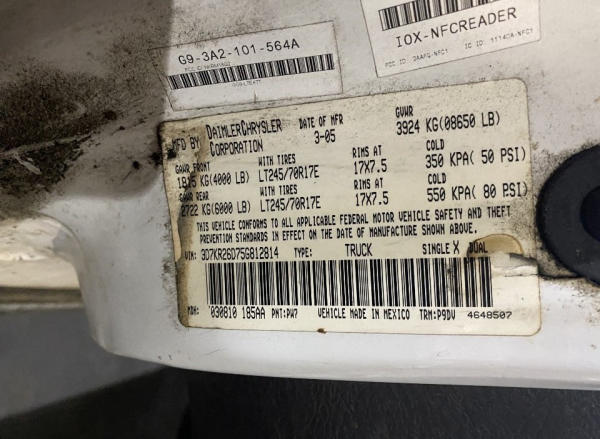 G9-3A2-101-564A
IOX-NFCREADER
MFD BY: DAIMLERCHRYSLER CORPORATION
DATE OF MFR 3-05
GVWR 3924 KG(08650 LB)
GAWR FRONT WITH TIRES RIMS AT COLD
KG(4000 LB) LT245/70R17E 17X7.5 350 KPA( 50 PSI)
GAWR REAR WITH TIRES RIMS AT COLD
2722 KG(6000 LB) LT245/70R17E 17X7.5 550 KPA( 80 PSI)
THIS VEHICLE CONFORMS TO ALL APPLICABLE FEDERAL MOTOR VEHICLE SAFETY AND THEFT
PREVENTION STANDARDS IN EFFECT ON THE DATE OF MANUFACTURE SHOWN ABOVE.
VIN: 3D7KR26D75G812814 TYPE: TRUCK SINGLE X DUAL
MDH: 030810 185AA PNT:PW7 VEHICLE MADE IN MEXICO TRM:P9DV 4648507